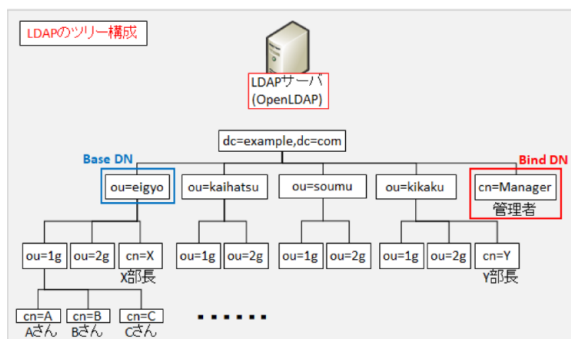 LDAPのツリー構成
LDAPサーバ
(OpenLDAP)
dc=example,dc=com
Base DN
Bind DN
ou=eigyo
ou=kaihatsu
ou=soumu
ou=kikaku
cn=Manager
管理者
ou=1g
ou=2g
cn=X
ou=1g
ou=2g
ou=1g
ou=2g
ou=1g
ou=2g
cn=Y
X部長
Y部長
cn=A
cn=B
cn=C
Aさん
Bさん
Cさん
・・・・・・